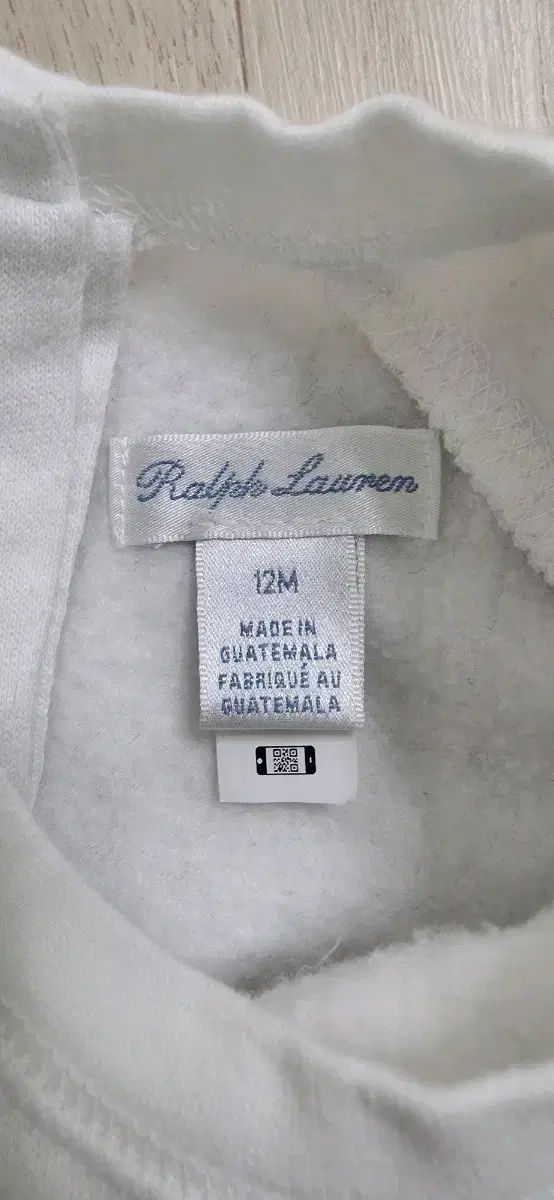 Ralph Lauren
12M
MADE IN
GUATEMALA
FABRIQUÉ AU
GUATEMALA